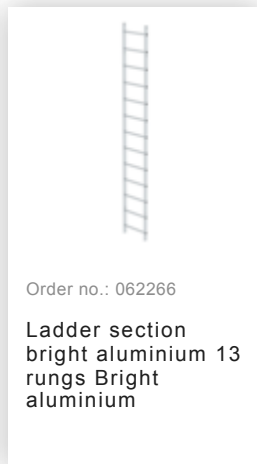 Order no.: 062266
Ladder section
bright aluminium 13
rungs Bright
aluminium